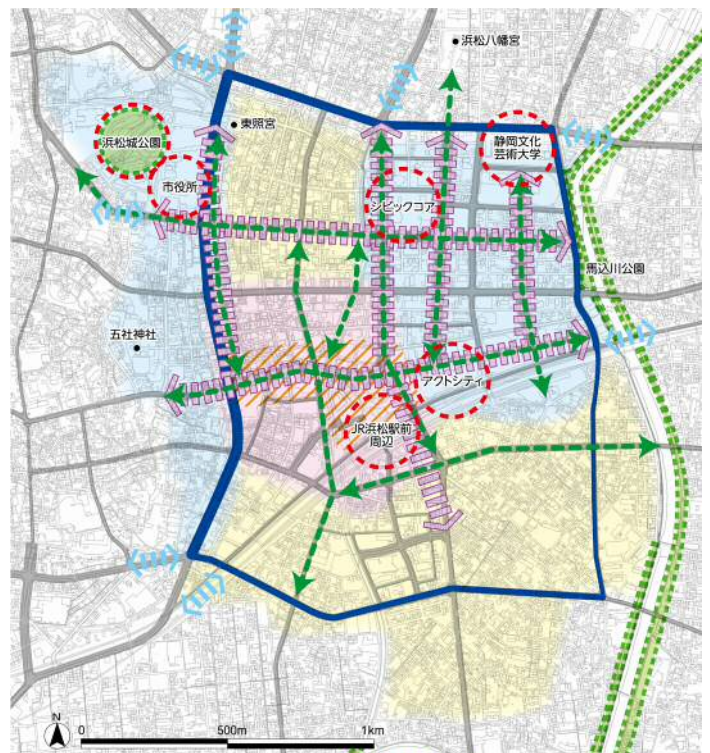 •浜松八幡宮
•東照宮
静岡文化
芸術大学
浜松城公園
市役所
シビックコア
馬込川公園
五社神社
アクトシティ
JR浜松駅前
周辺
N
0 500m 1km